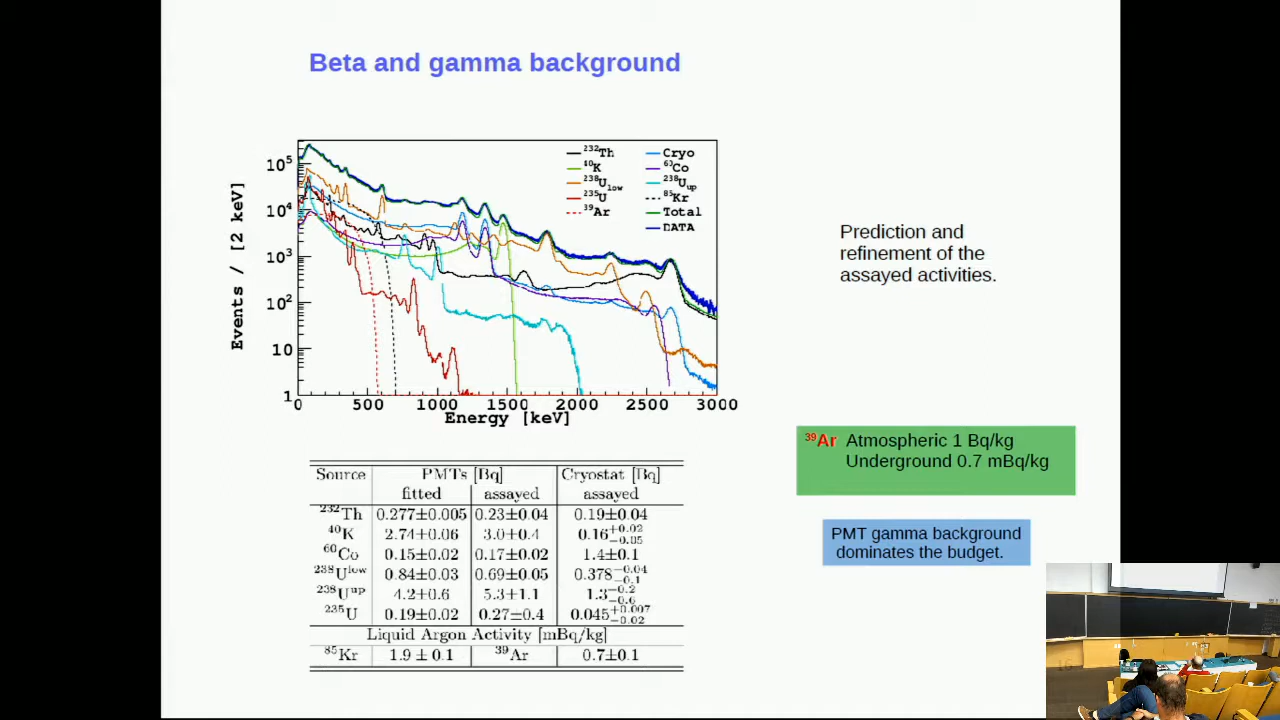 Beta and gamma background
10⁵
10⁴
10³
10²
10
1
Events / [2 keV]
²³²Th
⁴⁰K
²³⁸U_low
²³⁵U
³⁹Ar
Cryo
⁶⁰Co
²³⁸U_up
⁸⁵Kr
Total
DATA
0 500 1000 1500 2000 2500 3000
Energy [keV]
Prediction and
refinement of the
assayed activities.
³⁹Ar Atmospheric 1 Bq/kg
Underground 0.7 mBq/kg
PMT gamma background
dominates the budget.
Source PMTs [Bq] Cryostat [Bq]
fitted assayed assayed
²³²Th 0.277±0.005 0.23±0.04 0.19±0.04
⁴⁰K 2.74±0.06 3.0±0.4 0.16+0.02 −0.05
⁶⁰Co 0.15±0.02 0.17±0.02 1.4±0.1
²³⁸Ulow 0.84±0.03 0.69±0.05 0.378−0.04 −0.1
²³⁸Uup 4.2±0.6 5.3±1.1 1.3−0.2 −0.6
²³⁵U 0.19±0.02 0.27±0.4 0.045+0.007 −0.02
Liquid Argon Activity [mBq/kg]
⁸⁵Kr 1.9 ± 0.1 ³⁹Ar 0.7±0.1